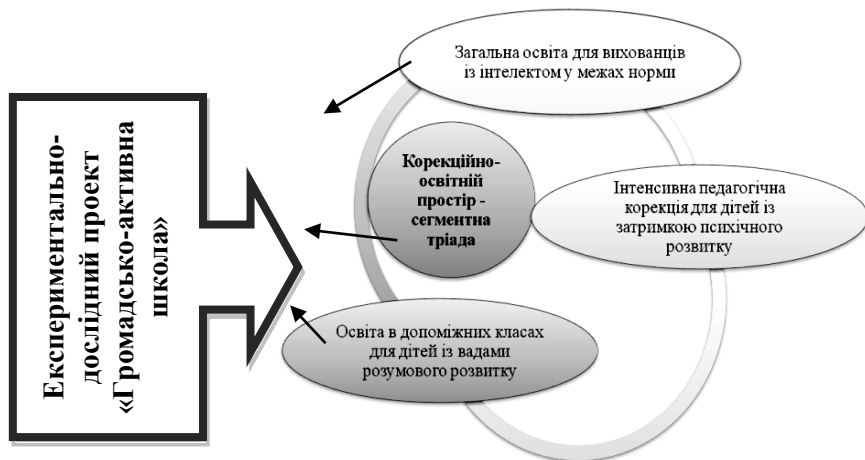 Експериментально-
дослідний проект
«Громадсько-активна
школа»
Загальна освіта для вихованців
із інтелектом у межах норми
Корекційно-
освітній
простір -
сегментна
тріада
Інтенсивна педагогічна
корекція для дітей із
затримкою психічного
розвитку
Освіта в допоміжних класах
для дітей із вадами
розумового розвитку